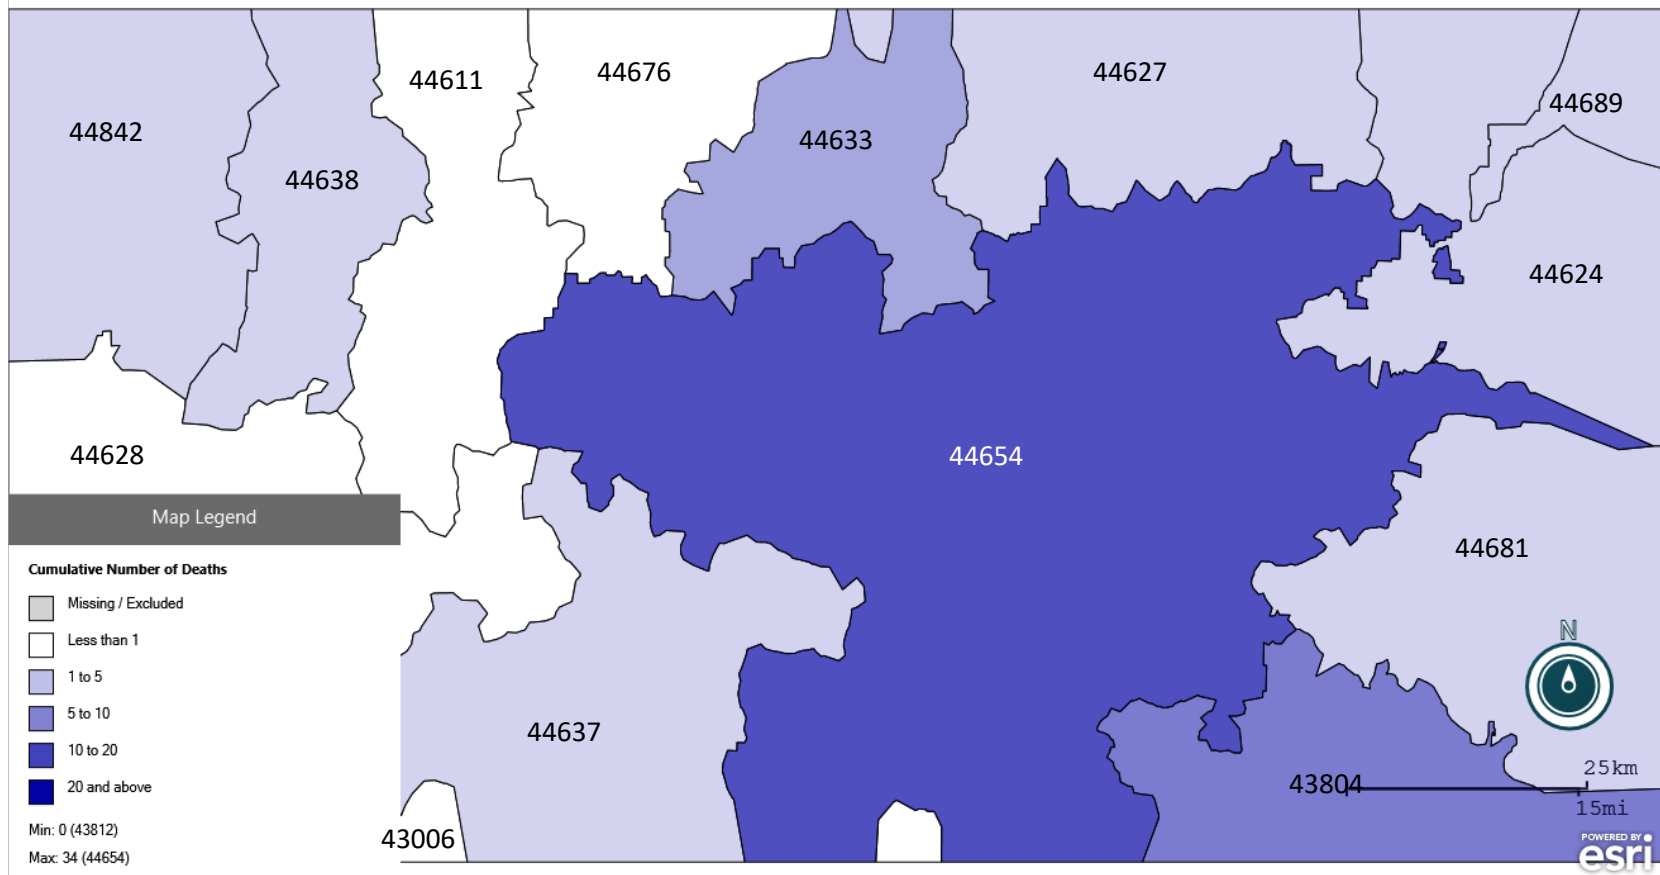 44611
44676
44627
44689
44842
44633
44638
44624
44628
44654
Map Legend
44681
Cumulative Number of Deaths
Missing / Excluded
Less than 1
N
1 to 5
5 to 10
44637
10 to 20
25km
43804
20 and above
15mi
Min: 0 (43812)
43006
POWERED BY
esri
Max: 34 (44654)